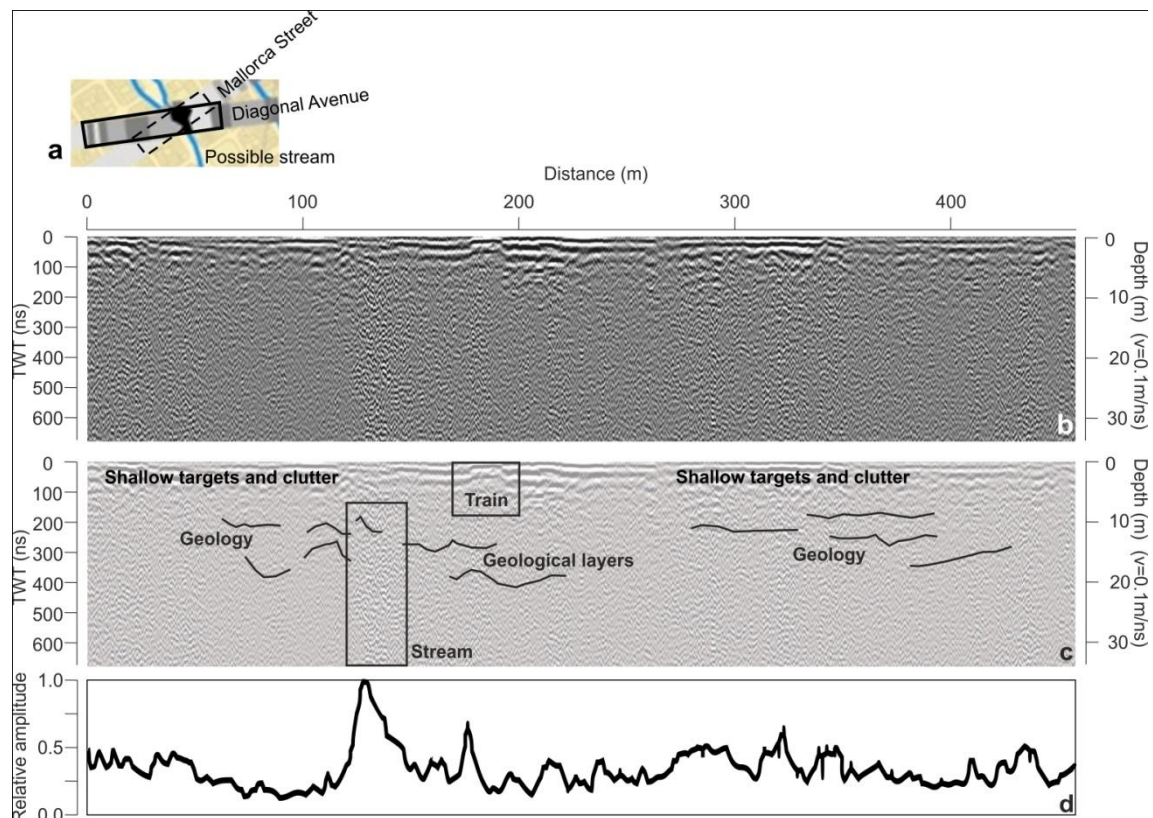 Mallorca Street
Diagonal Avenue
a
Possible stream
Distance (m)
0 100 200 300 400
0
100
200
300
400
500
600
TWT (ns)
0
10
20
30
Depth (m) (v=0.1m/ns)
b
0
100
200
300
400
500
600
TWT (ns)
Shallow targets and clutter
Train
Shallow targets and clutter
Geology
Geological layers
Geology
Stream
0
10
20
30
Depth (m) (v=0.1m/ns)
c
1.0
0.5
0.0
Relative amplitude
d